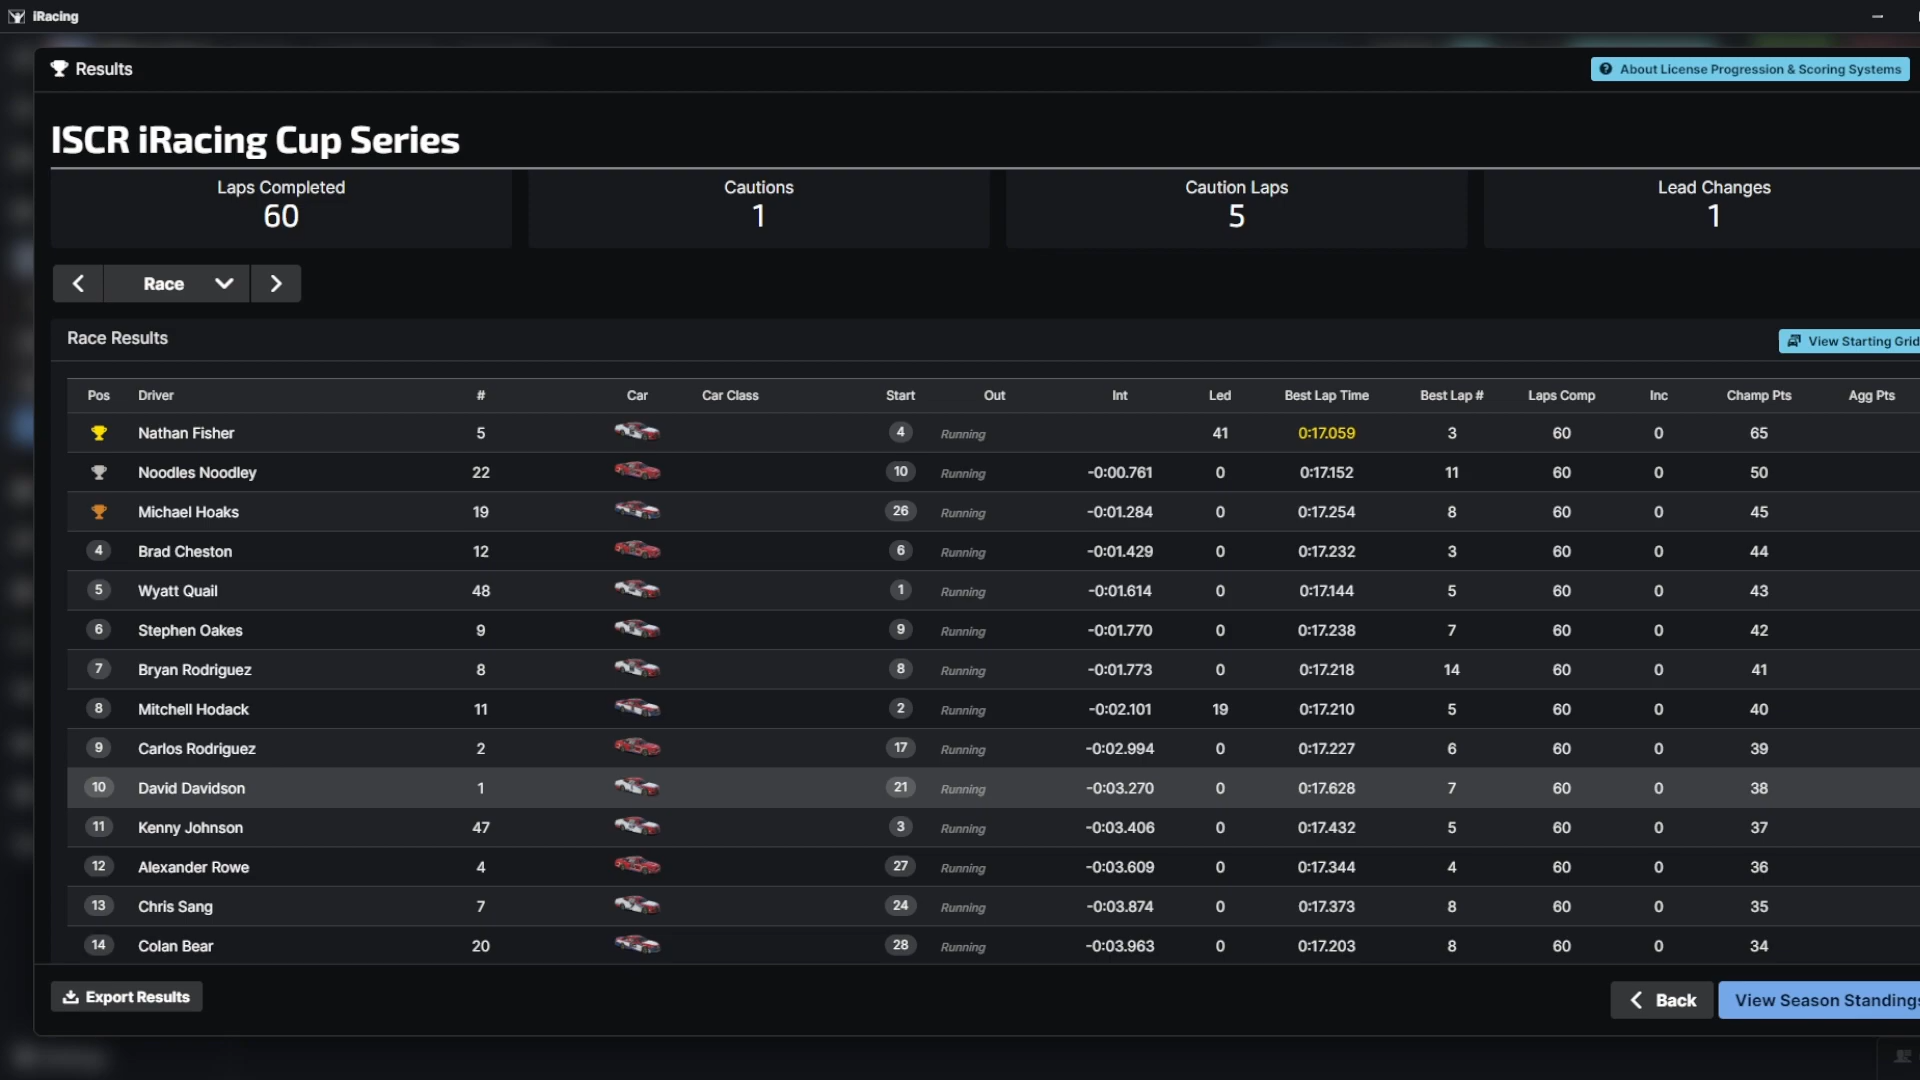 iRacing
Results
About License Progression & Scoring Systems
ISCR iRacing Cup Series
Laps Completed Cautions Caution Laps Lead Changes
60 1 5 1
Race
Race Results
View Starting Grid
Pos Driver # Car Car Class Start Out Int Led Best Lap Time Best Lap # Laps Comp Inc Champ Pts Agg Pts
Nathan Fisher 5 4 Running 41 0:17.059 3 60 0 65
Noodles Noodley 22 10 Running -0:00.761 0 0:17.152 11 60 0 50
Michael Hoaks 19 26 Running -0:01.284 0 0:17.254 8 60 0 45
4 Brad Cheston 12 6 Running -0:01.429 0 0:17.232 3 60 0 44
5 Wyatt Quail 48 1 Running -0:01.614 0 0:17.144 5 60 0 43
6 Stephen Oakes 9 9 Running -0:01.770 0 0:17.238 7 60 0 42
7 Bryan Rodriguez 8 8 Running -0:01.773 0 0:17.218 14 60 0 41
8 Mitchell Hodack 11 2 Running -0:02.101 19 0:17.210 5 60 0 40
9 Carlos Rodriguez 2 17 Running -0:02.994 0 0:17.227 6 60 0 39
10 David Davidson 1 21 Running -0:03.270 0 0:17.628 7 60 0 38
11 Kenny Johnson 47 3 Running -0:03.406 0 0:17.432 5 60 0 37
12 Alexander Rowe 4 27 Running -0:03.609 0 0:17.344 4 60 0 36
13 Chris Sang 7 24 Running -0:03.874 0 0:17.373 8 60 0 35
14 Colan Bear 20 28 Running -0:03.963 0 0:17.203 8 60 0 34
Export Results
Back
View Season Standings